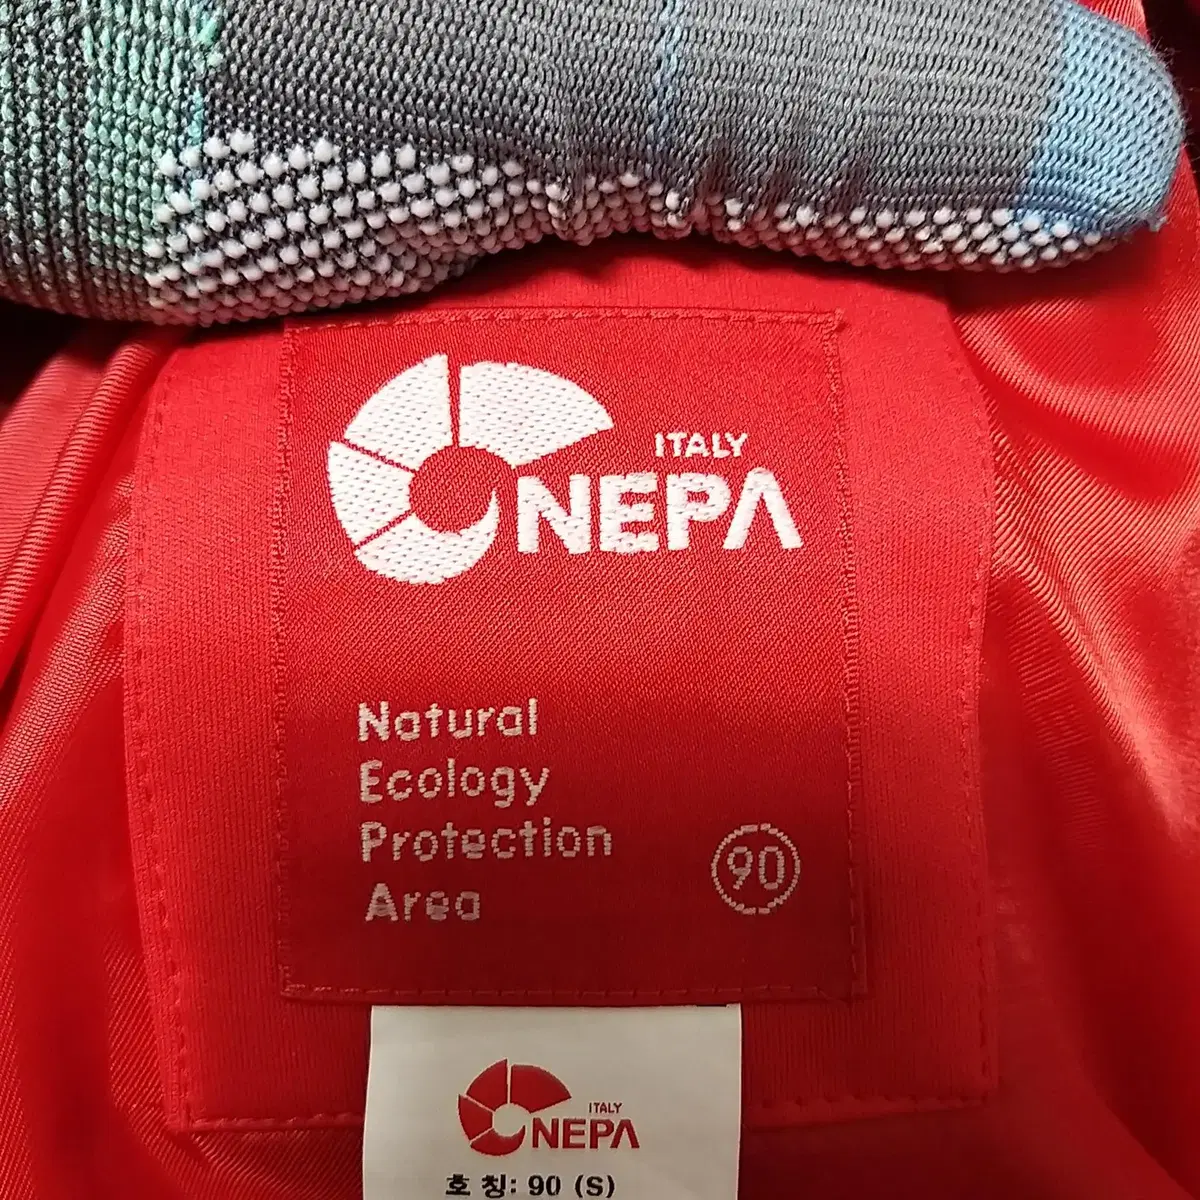 ITALY
NEPA
Natural
Ecology
Protection
Area
90
ITALY
NEPA
호 칭: 90 (S)